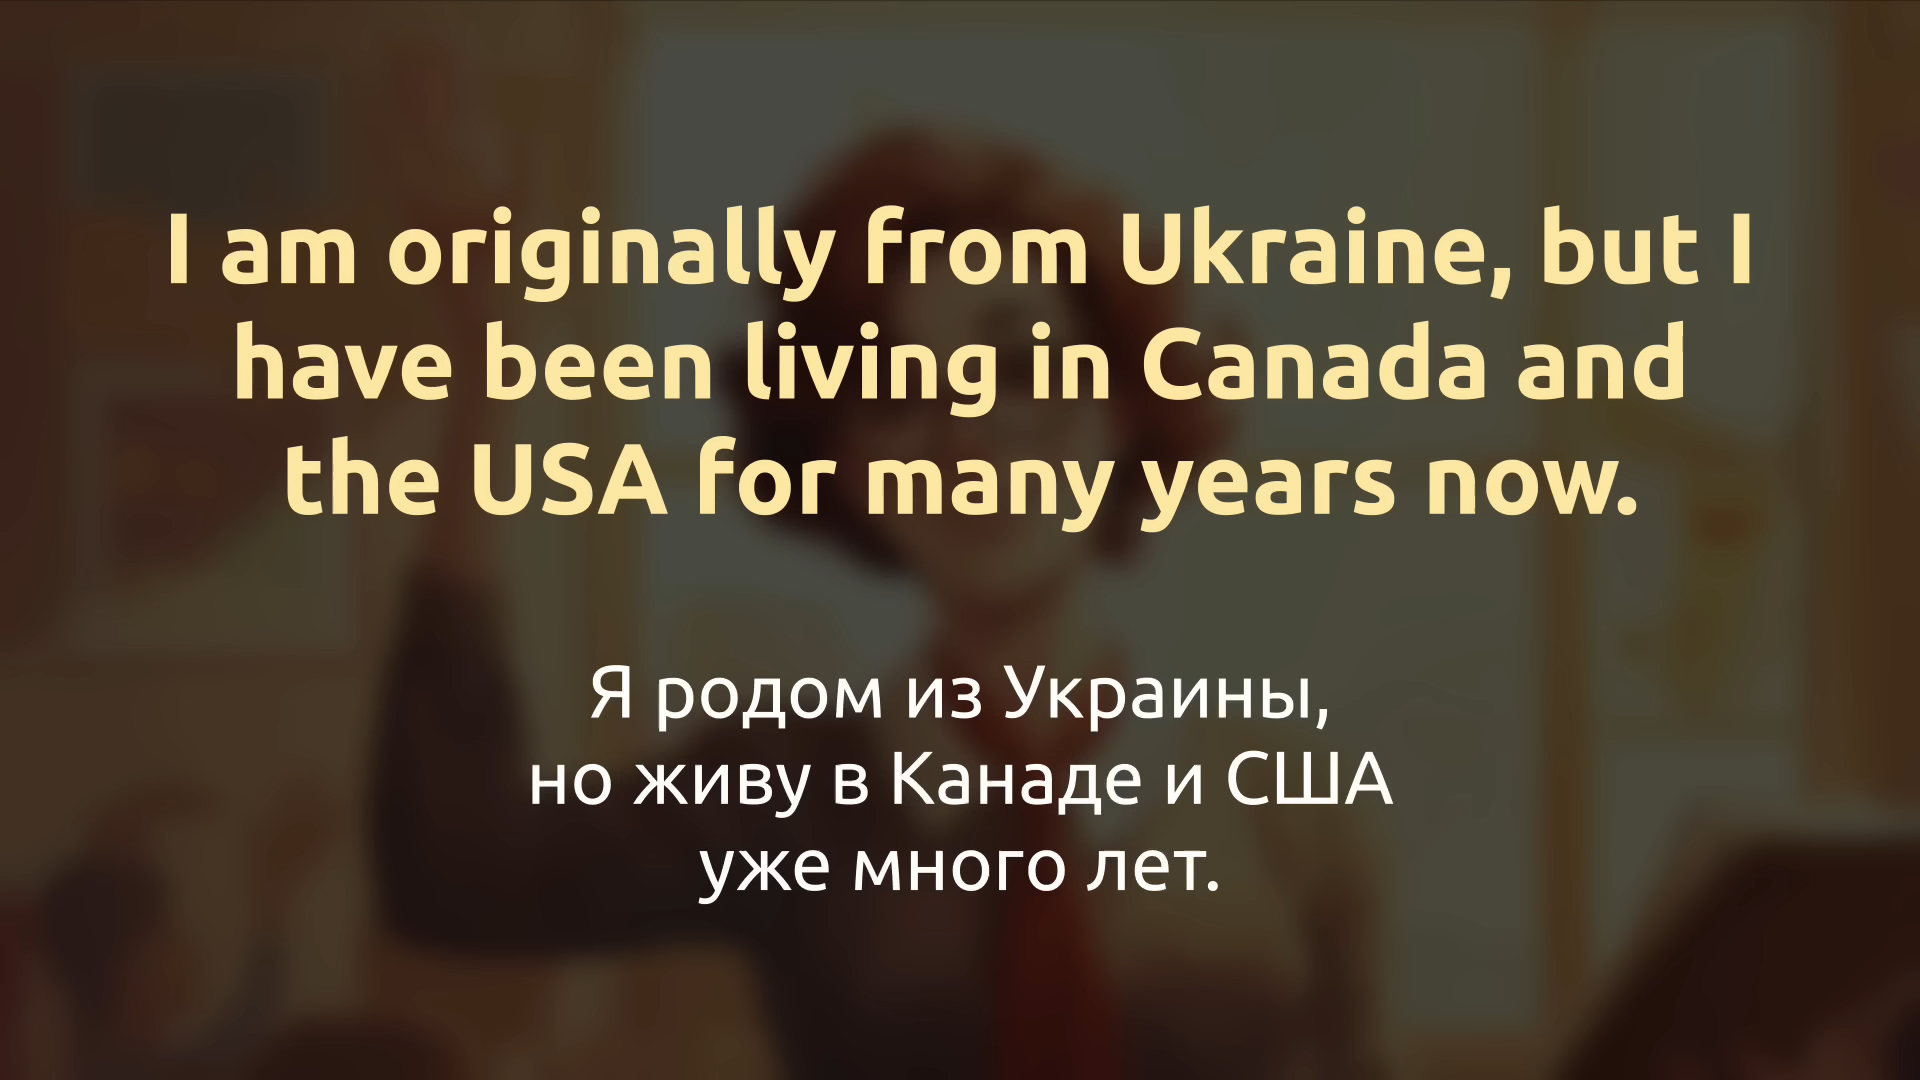 I am originally from Ukraine, but I
have been living in Canada and
the USA for many years now.
Я родом из Украины,
но живу в Канаде и США
уже много лет.